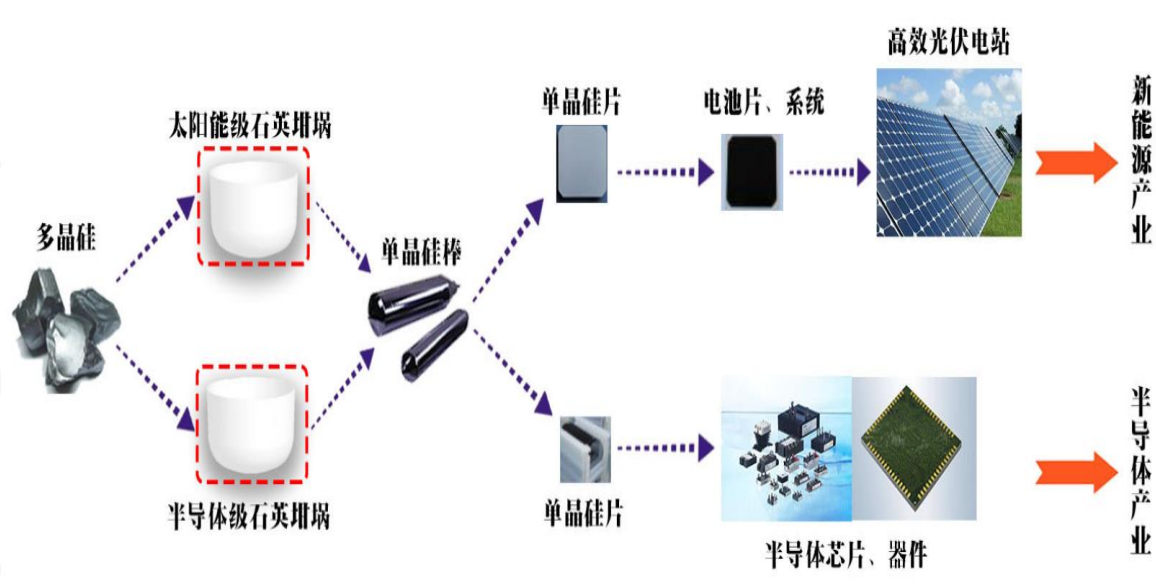 高效光伏电站
单晶硅片
电池片、系统
太阳能级石英坩埚
新能源产业
多晶硅
单晶硅棒
半导体级石英坩埚
单晶硅片
半导体芯片、器件
半导体产业